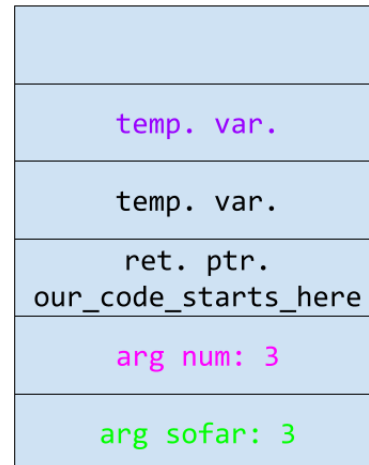 temp. var.
temp. var.
ret. ptr.
our_code_starts_here
arg num: 3
arg sofar: 3